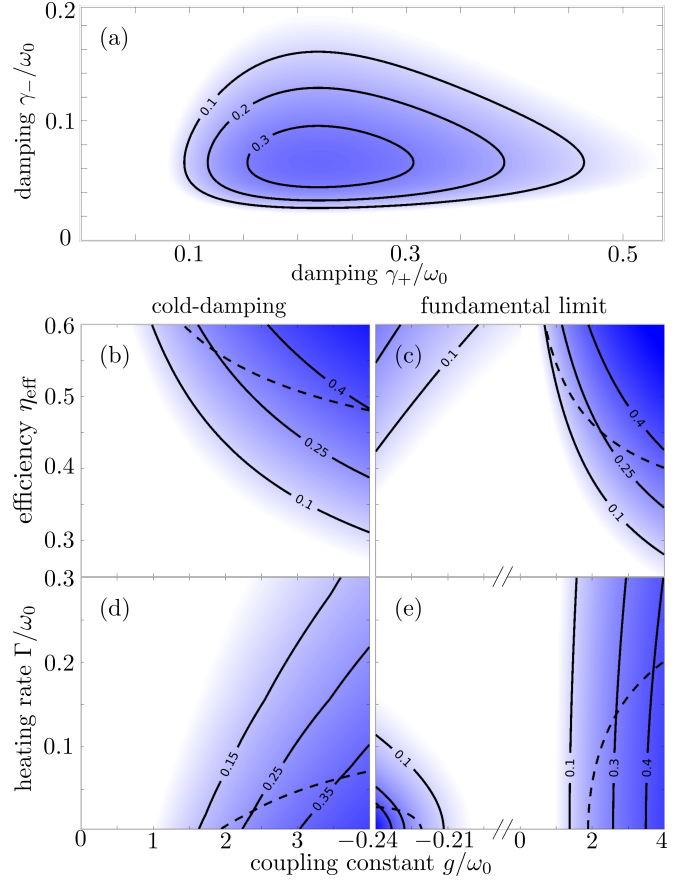 0.2
(a)
0.1
0.2
0.3
0.1
0
damping γ₋/ω₀
0.1 0.3 0.5
damping γ₊/ω₀
cold-damping fundamental limit
0.6
(b) (c)
0.1
0.4
0.4
0.5
0.25
0.25
0.4
0.1
0.1
0.3
efficiency η_eff
0.3
(d) (e)
0.2
0.1
0.15 0.25 0.35
0.1
0.1 0.3 0.4
heating rate Γ/ω₀
0 1 2 3 −0.24 −0.21 0 2 4
coupling constant g/ω₀